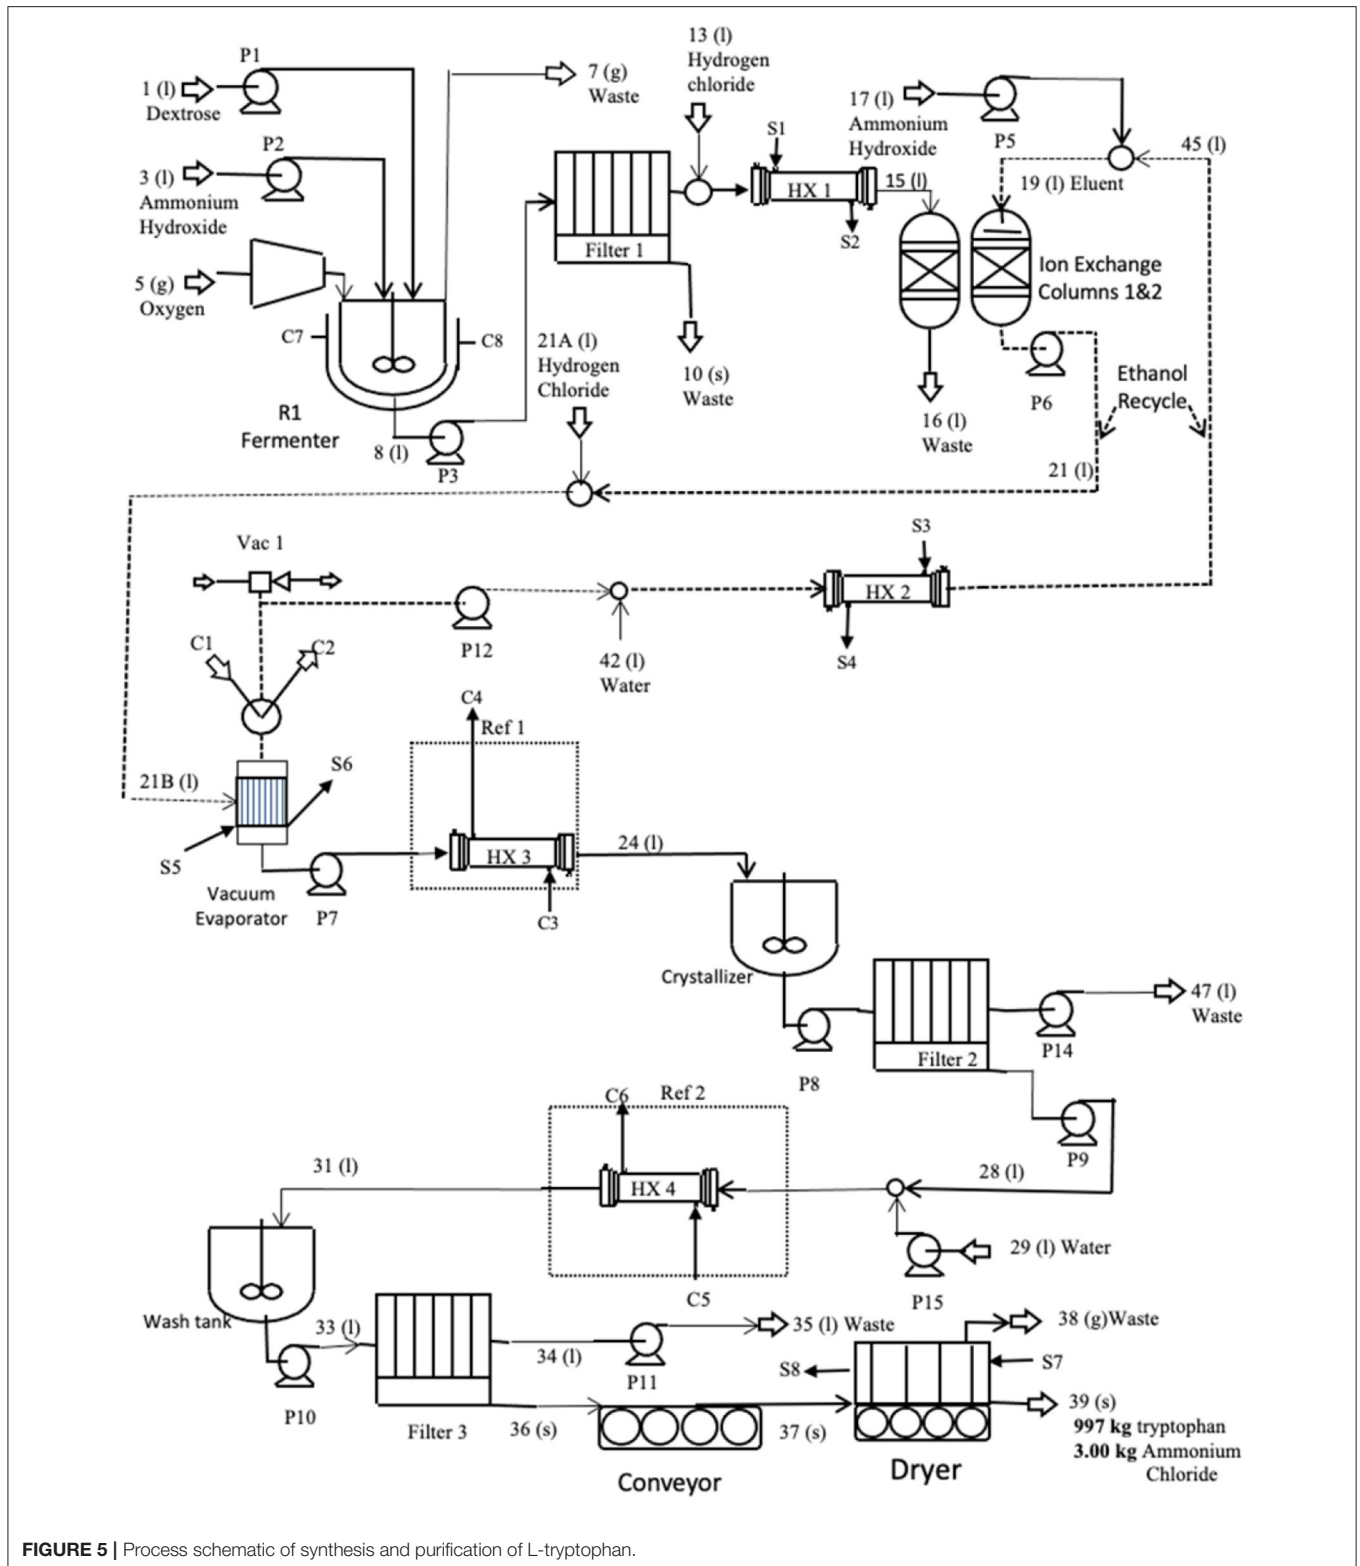 P1
1 (l)
Dextrose
P2
3 (l)
Ammonium
Hydroxide
5 (g)
Oxygen
7 (g)
Waste
C7
C8
R1
Fermenter
8 (l)
P3
Filter 1
10 (s)
Waste
13 (l)
Hydrogen
chloride
S1
HX 1
S2
15 (l)
16 (l)
Waste
17 (l)
Ammonium
Hydroxide
P5
45 (l)
19 (l) Eluent
Ion Exchange
Columns 1&2
P6
Ethanol
Recycle
21 (l)
21A (l)
Hydrogen
Chloride
Vac 1
P12
42 (l)
Water
S3
HX 2
S4
C1
C2
21B (l)
S6
S5
Vacuum
Evaporator
P7
C4
Ref 1
HX 3
C3
24 (l)
Crystallizer
P8
Filter 2
P14
47 (l)
Waste
P9
28 (l)
29 (l) Water
P15
C6
Ref 2
HX 4
C5
31 (l)
Wash tank
33 (l)
P10
Filter 3
34 (l)
P11
35 (l) Waste
36 (s)
Conveyor
37 (s)
S8
S7
38 (g)Waste
Dryer
39 (s)
997 kg tryptophan
3.00 kg Ammonium
Chloride
FIGURE 5 | Process schematic of synthesis and purification of L-tryptophan.